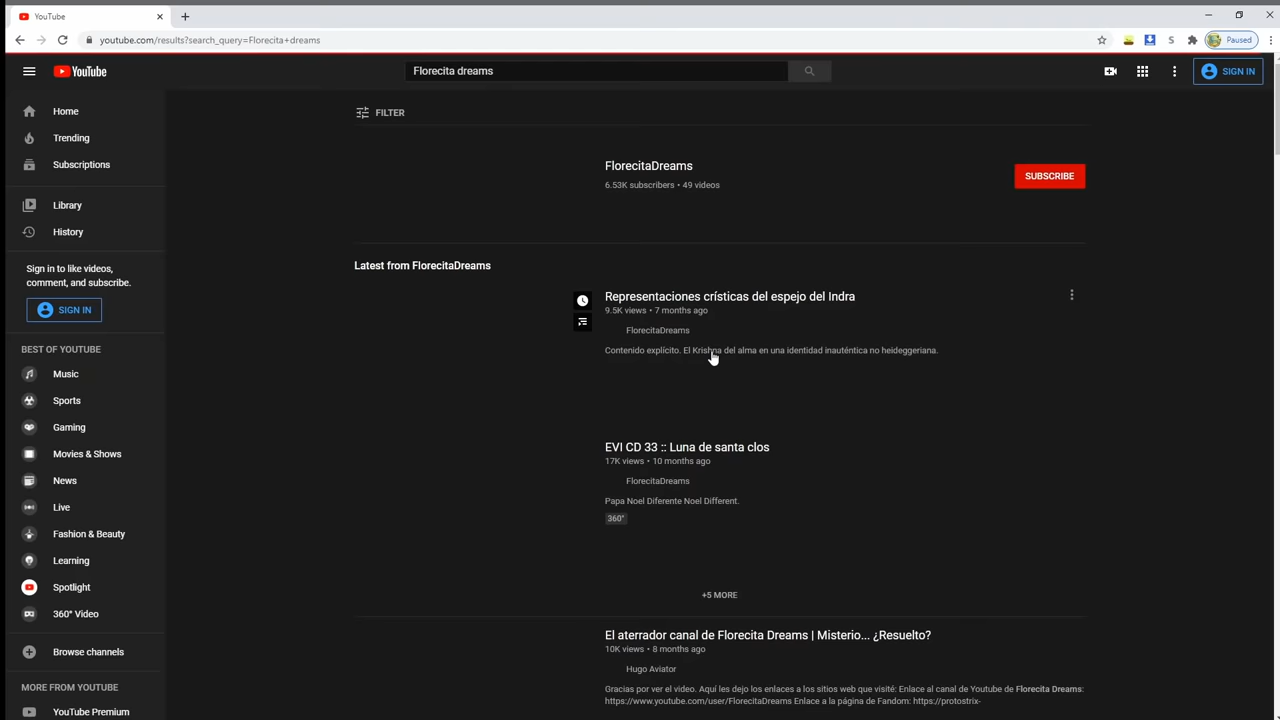 YouTube
youtube.com/results?search_query=Florecita+dreams
Paused
YouTube
Florecita dreams
SIGN IN
Home
Trending
Subscriptions
Library
History
Sign in to like videos,
comment, and subscribe.
SIGN IN
BEST OF YOUTUBE
Music
Sports
Gaming
Movies & Shows
News
Live
Fashion & Beauty
Learning
Spotlight
360° Video
Browse channels
MORE FROM YOUTUBE
YouTube Premium
FILTER
FlorecitaDreams
6.53K subscribers • 49 videos
SUBSCRIBE
Latest from FlorecitaDreams
Representaciones crísticas del espejo del Indra
9.5K views • 7 months ago
FlorecitaDreams
Contenido explícito. El Krishna del alma en una identidad inauténtica no heideggeriana.
EVI CD 33 :: Luna de santa clos
17K views • 10 months ago
FlorecitaDreams
Papa Noel Diferente Noel Different.
360°
+5 MORE
El aterrador canal de Florecita Dreams | Misterio... ¿Resuelto?
10K views • 8 months ago
Hugo Aviator
Gracias por ver el video. Aquí les dejo los enlaces a los sitios web que visité: Enlace al canal de Youtube de Florecita Dreams:
https://www.youtube.com/user/FlorecitaDreams Enlace a la página de Fandom: https://protostrix-